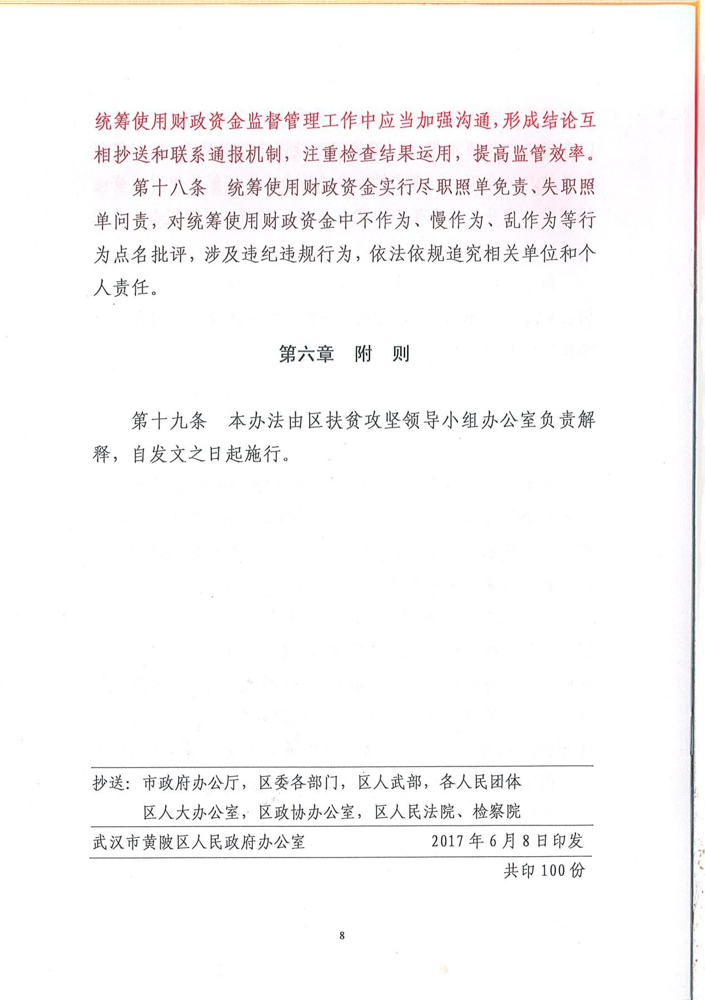 统筹使用财政资金监督管理工作中应当加强沟通，形成结论互
相抄送和联系通报机制，注重检查结果运用，提高监管效率。
第十八条 统筹使用财政资金实行尽职照单免责、失职照
单问责，对统筹使用财政资金中不作为、慢作为、乱作为等行
为点名批评，涉及违纪违规行为，依法依规追究相关单位和个
人责任。
第六章 附 则
第十九条 本办法由区扶贫攻坚领导小组办公室负责解
释，自发文之日起施行。
抄送：市政府办公厅，区委各部门，区人武部，各人民团体
区人大办公室，区政协办公室，区人民法院、检察院
武汉市黄陂区人民政府办公室 2017年6月8日印发
共印100份
8